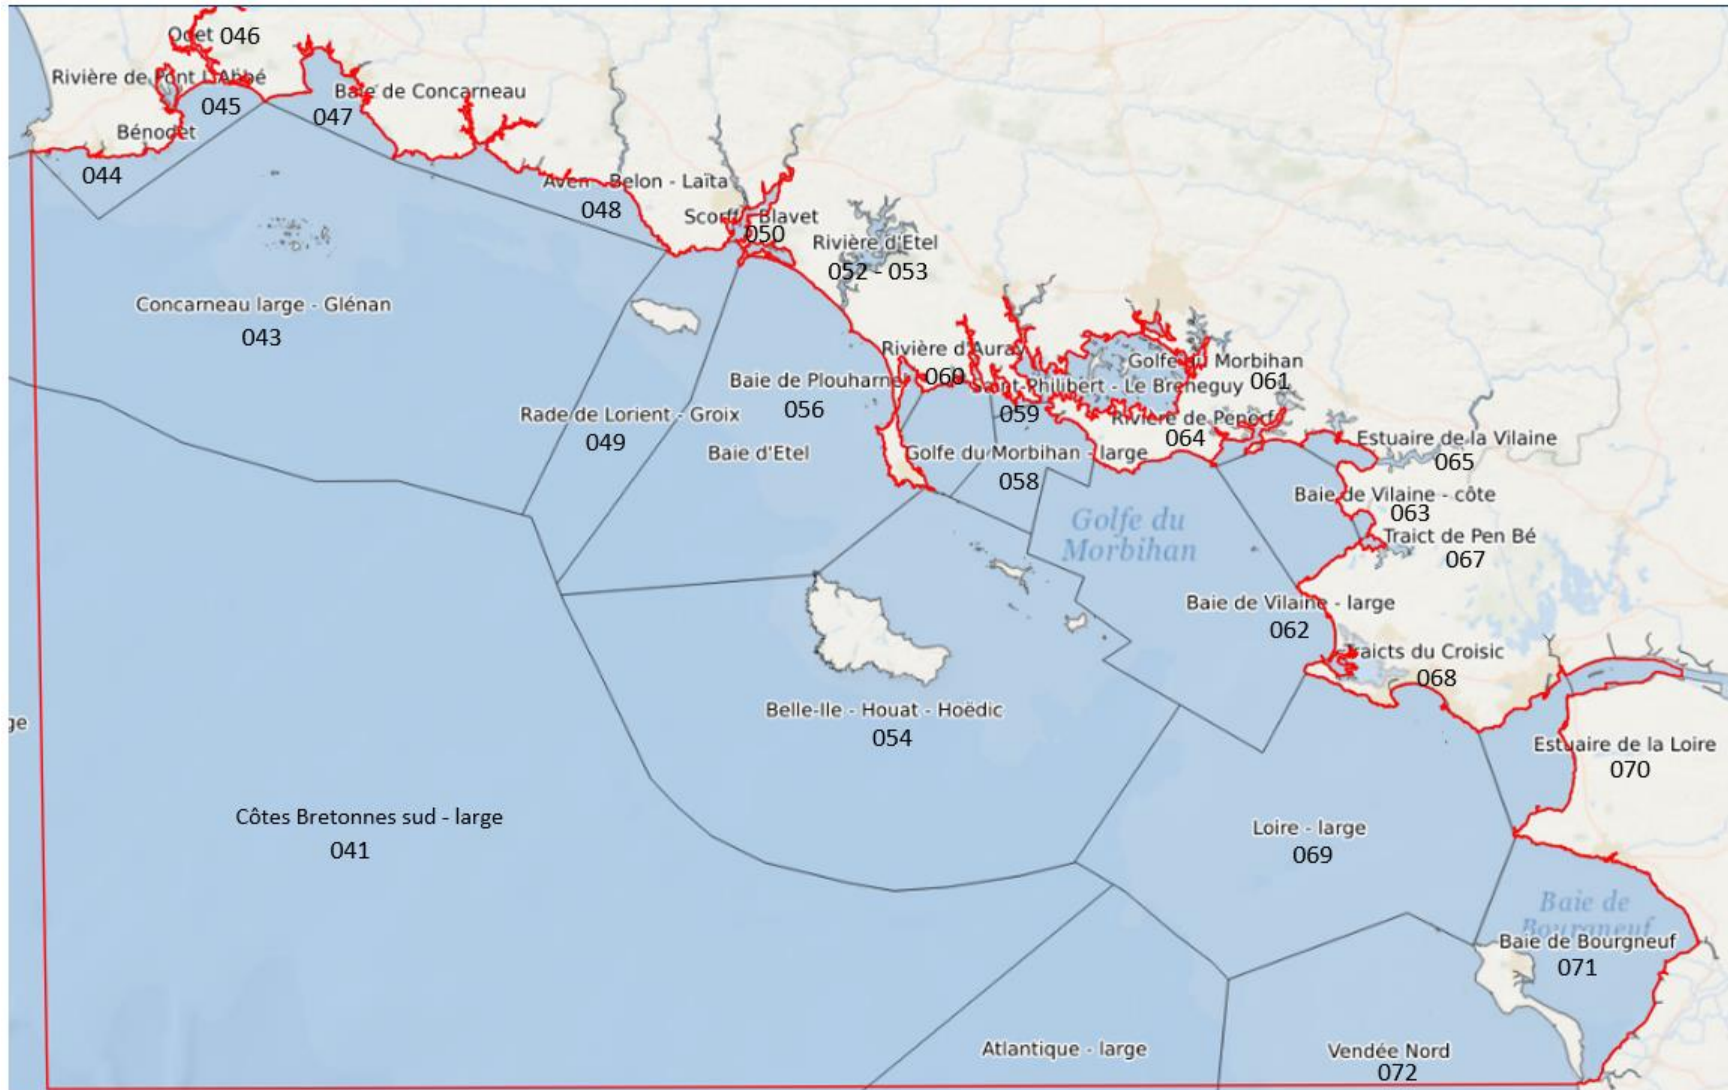 Odet 046
Rivière de Pont L'Abbé
045
Baie de Concarneau
047
Bénodet
044
Aven - Belon - Laïta
048
Scorff - Blavet
050
Rivière d'Etel
052 - 053
Concarneau large - Glénan
043
Rivière d'Auray
060
Golfe du Morbihan
061
Baie de Plouharnel
056
Saint-Philibert - Le Breneguy
059
Rade de Lorient - Groix
049
Rivière de Penerf
064
Baie d'Etel
Golfe du Morbihan - large
058
Estuaire de la Vilaine
065
Baie de Vilaine - côte
063
Golfe du
Morbihan
Traict de Pen Bé
067
Baie de Vilaine - large
062
Traicts du Croisic
068
Belle-Ile - Houat - Hoëdic
054
ge
Estuaire de la Loire
070
Côtes Bretonnes sud - large
041
Loire - large
069
Baie de
Bourgneuf
Baie de Bourgneuf
071
Atlantique - large
Vendée Nord
072